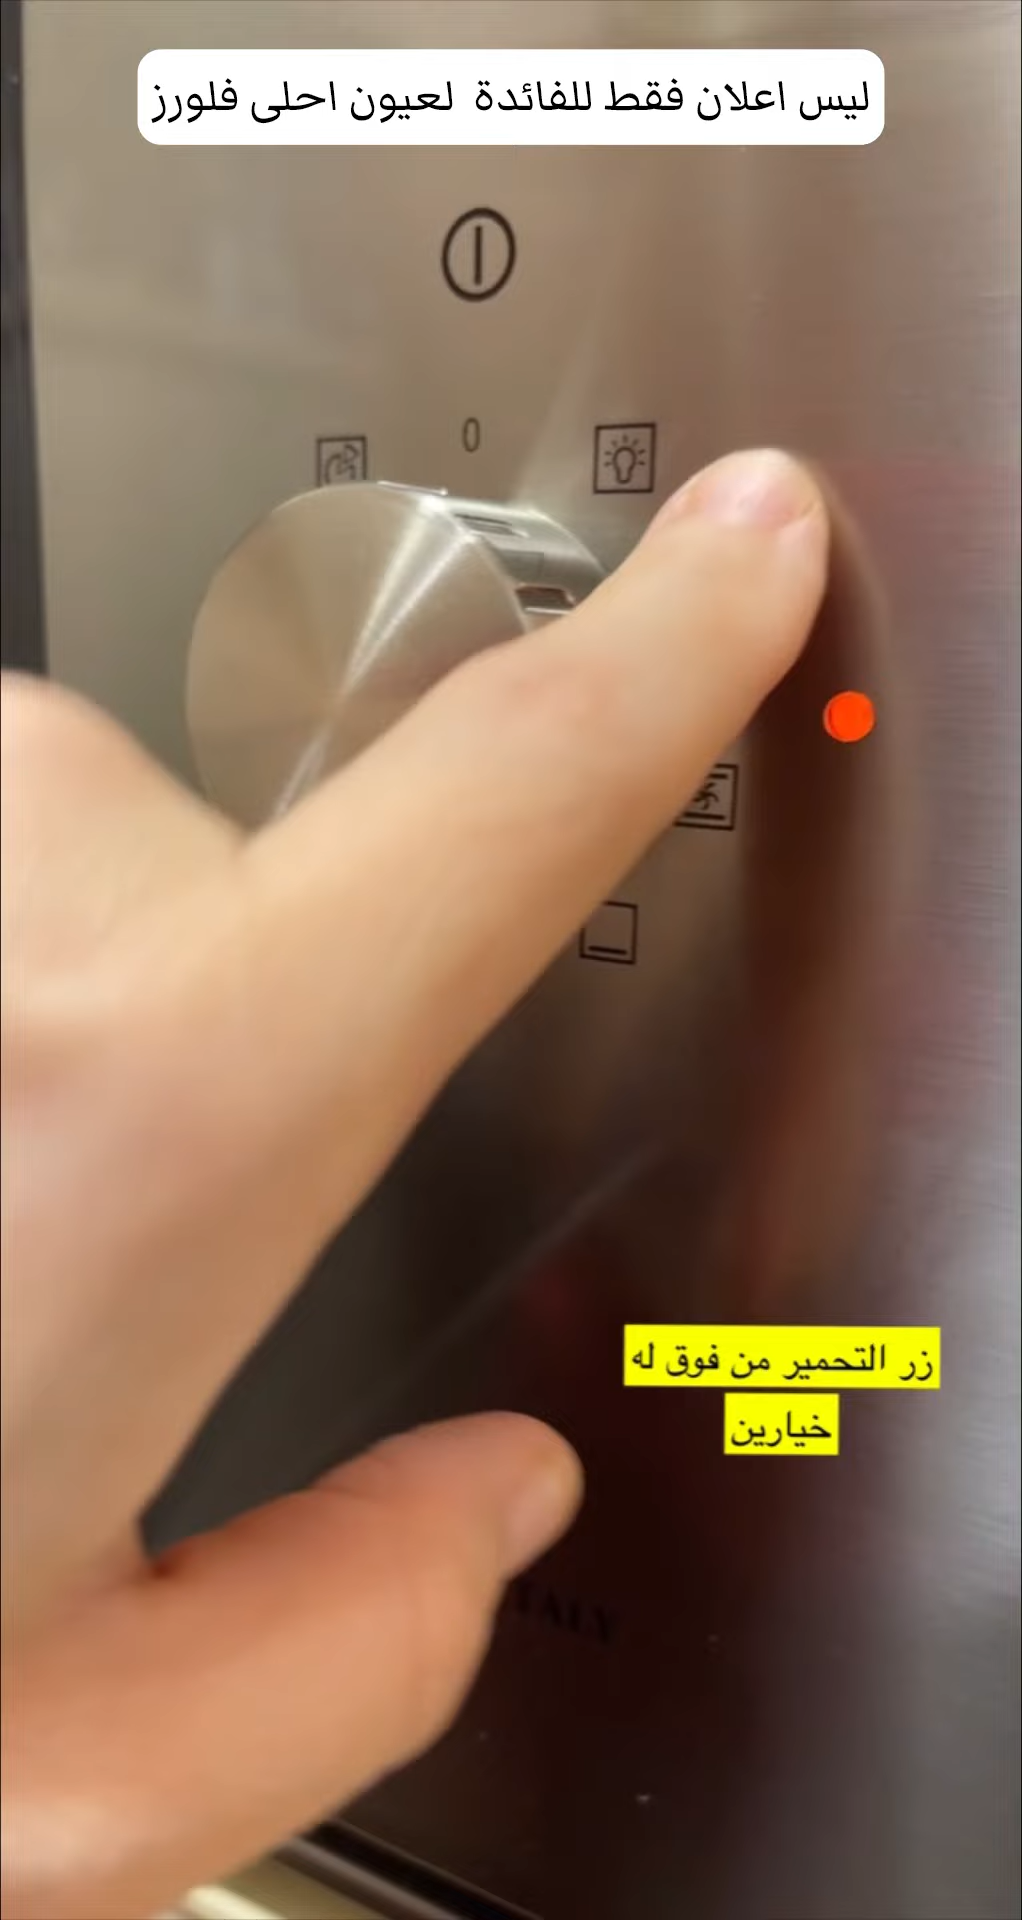 ليس اعلان فقط للفائدة لعيون احلى فلورز
0
زر التحمير من فوق له
خيارين